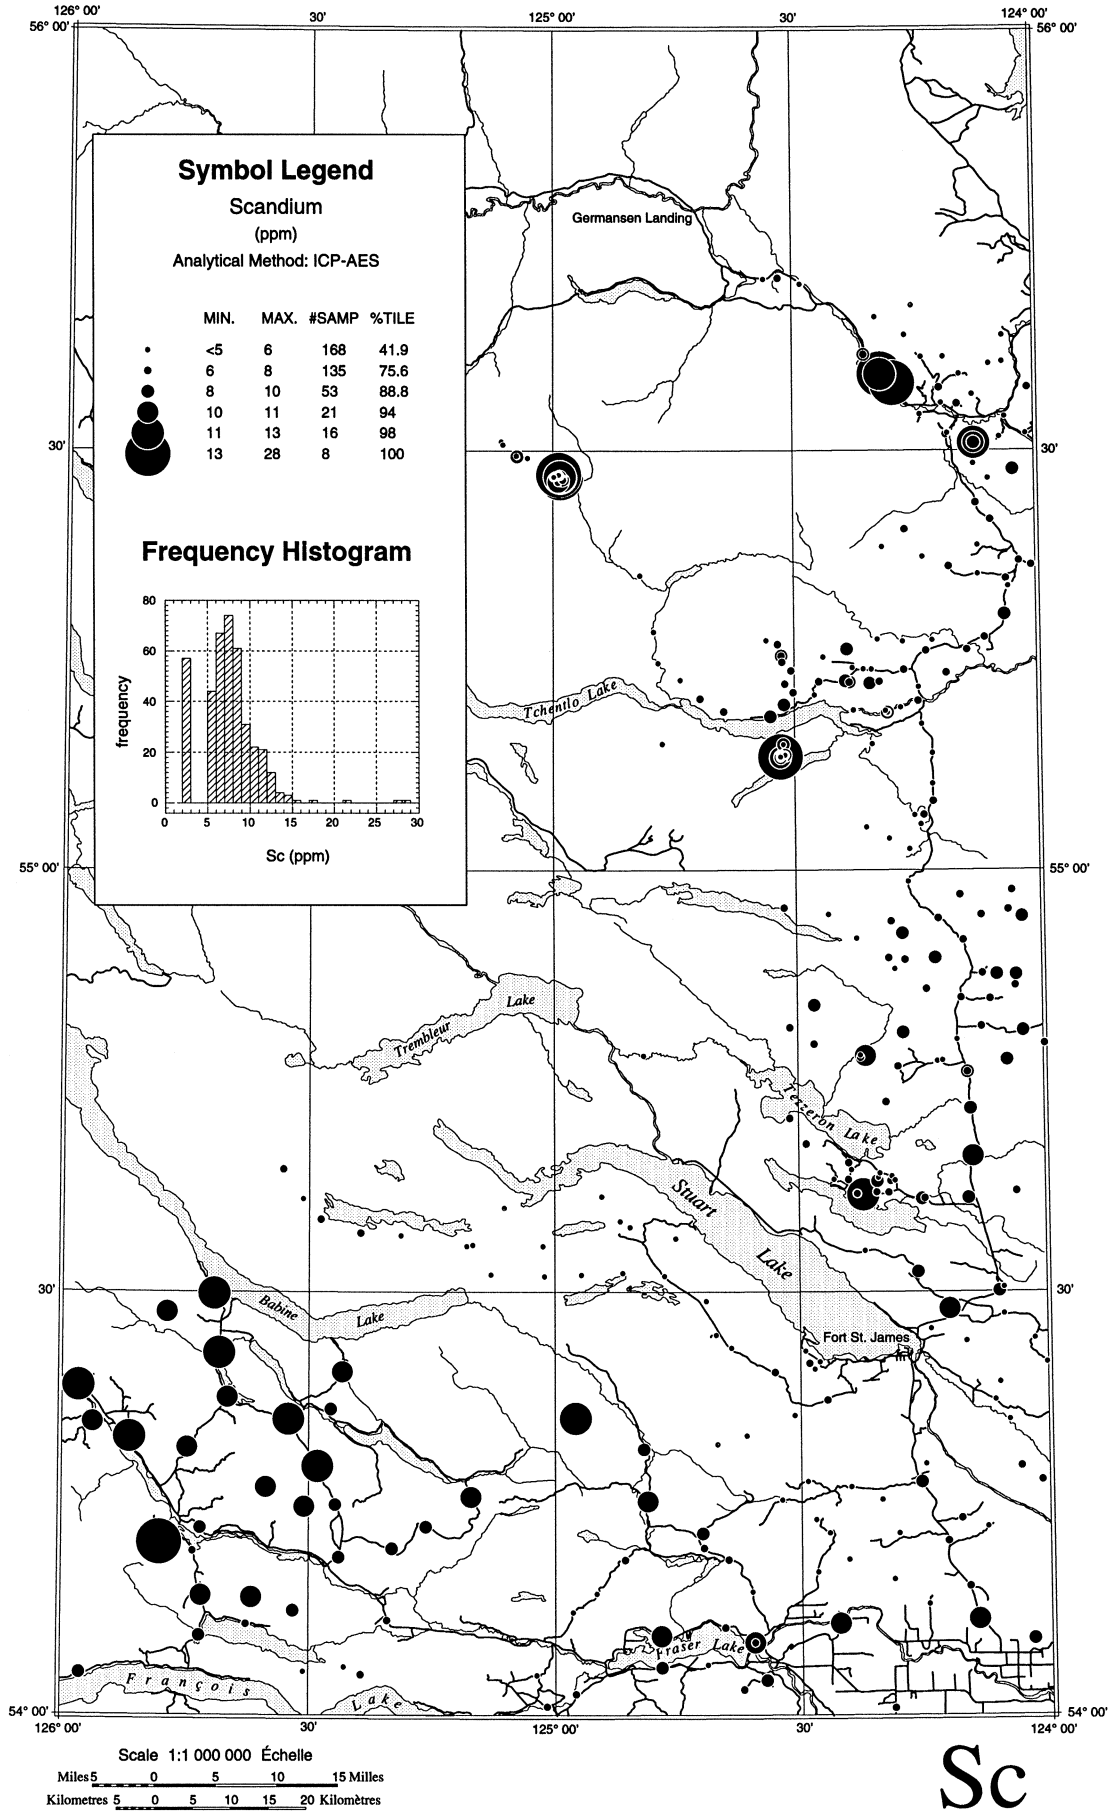 126° 00' 30' 125° 00' 30' 124° 00'
56° 00' 56° 00'
Symbol Legend
Scandium
(ppm)
Analytical Method: ICP-AES
MIN. MAX. #SAMP %TILE
<5 6 168 41.9
6 8 135 75.6
8 10 53 88.8
10 11 21 94
11 13 16 98
13 28 8 100
Germansen Landing
30' 30'
Frequency Histogram
80
60
40
20
0
frequency
0 5 10 15 20 25 30
Sc (ppm)
Tchentlo Lake
55° 00' 55° 00'
Trembleur Lake
Tezzeron Lake
Stuart Lake
30' 30'
Babine Lake
Fort St. James
Fraser Lake
François Lake
54° 00' 54° 00'
126° 00' 30' 125° 00' 30' 124° 00'
Scale 1:1 000 000 Échelle
Miles 5 0 5 10 15 Milles
Kilometres 5 0 5 10 15 20 Kilomètres
Sc